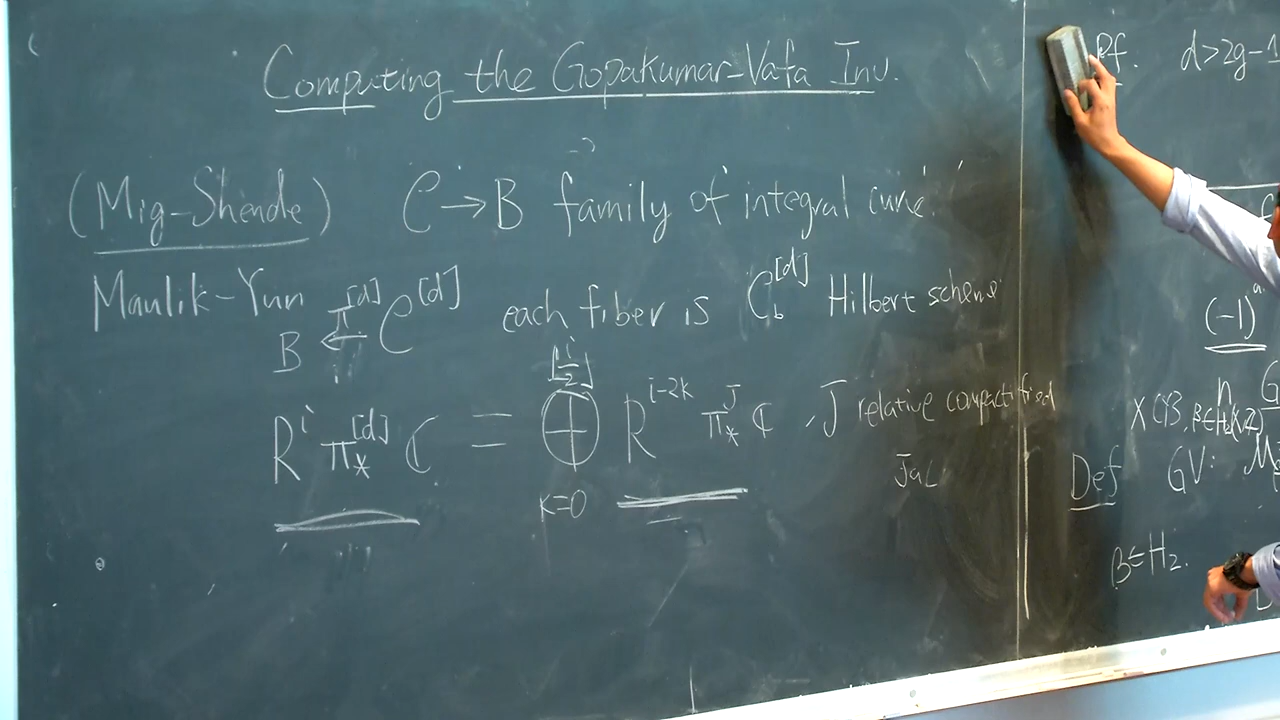 Computing the Gopakumar-Vafa Inv.
(Mig-Shende) C → B family of integral curve.
Maulik-Yun
B ←π^[d] C^[d] each fiber is C_b^[d] Hilbert scheme
R^i π_*^[d] ℂ = ⊕_{k=0}^{[i/2]} R^{i-2k} π_*^J ℂ , J relative compactified
Jac
Pf. d>2g-1
(-1)
X CY3, β∈H_2(X,Z)
Def GV:
β∈H_2.